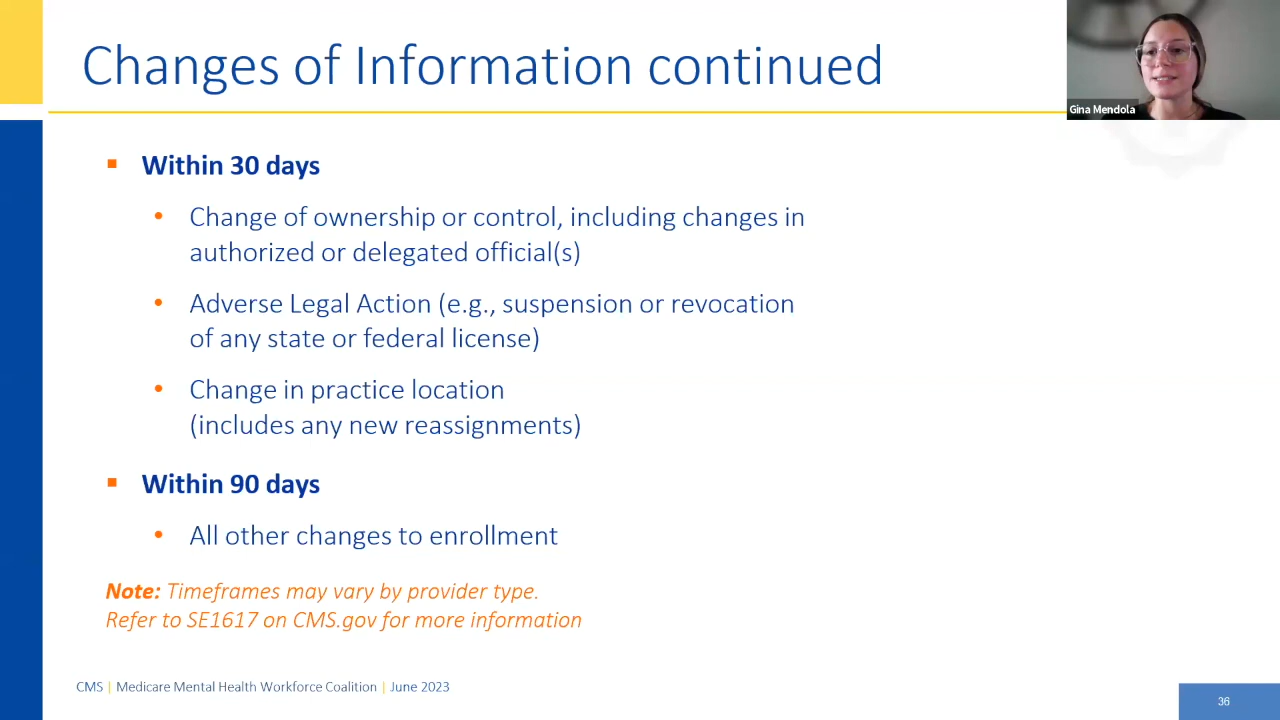 Changes of Information continued
Gina Mendola
▪ Within 30 days
• Change of ownership or control, including changes in
authorized or delegated official(s)
• Adverse Legal Action (e.g., suspension or revocation
of any state or federal license)
• Change in practice location
(includes any new reassignments)
▪ Within 90 days
• All other changes to enrollment
Note: Timeframes may vary by provider type.
Refer to SE1617 on CMS.gov for more information
CMS | Medicare Mental Health Workforce Coalition | June 2023
36